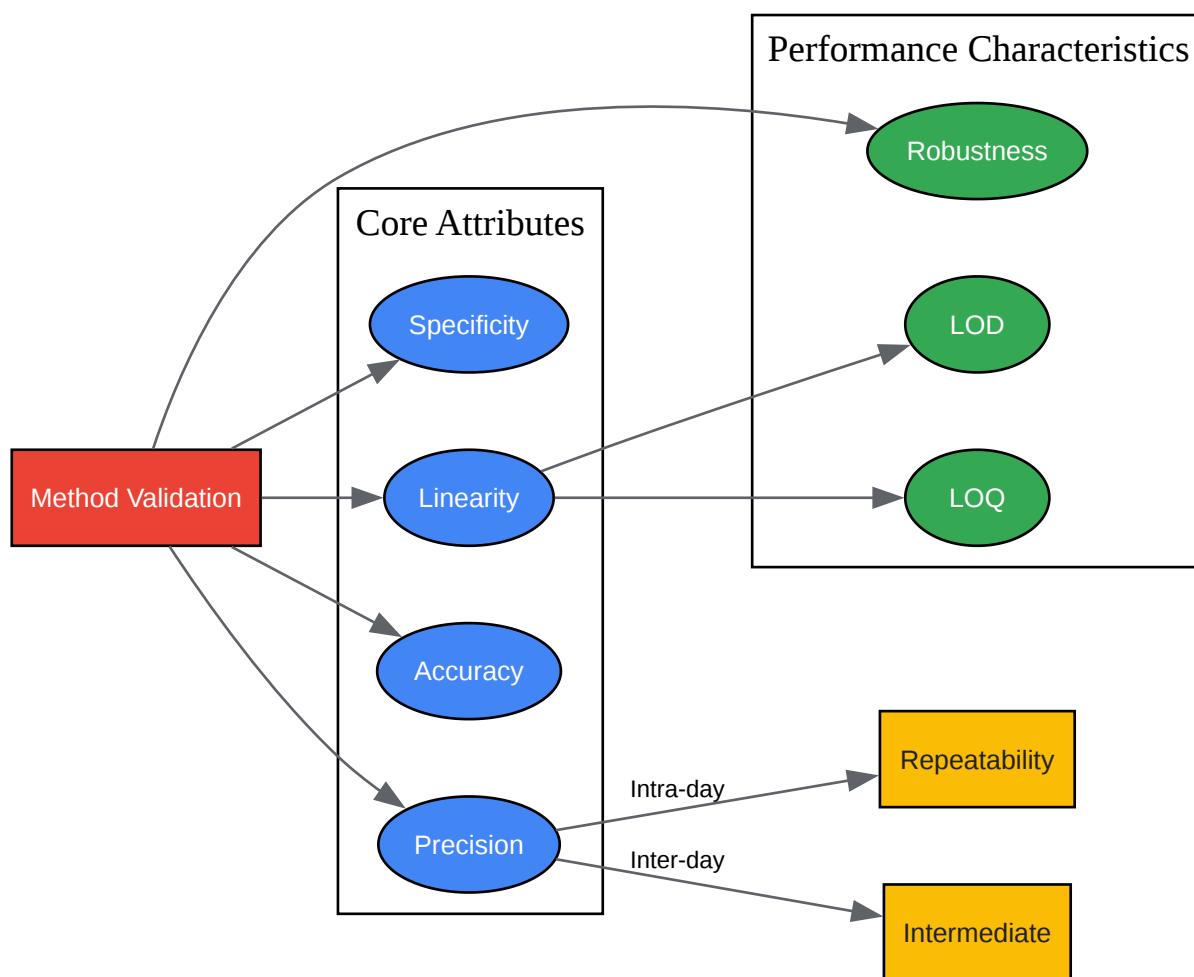 Performance Characteristics
Robustness
Core Attributes
Specificity
LOD
Method Validation
Linearity
LOQ
Accuracy
Repeatability
Intra-day
Precision
Inter-day
Intermediate